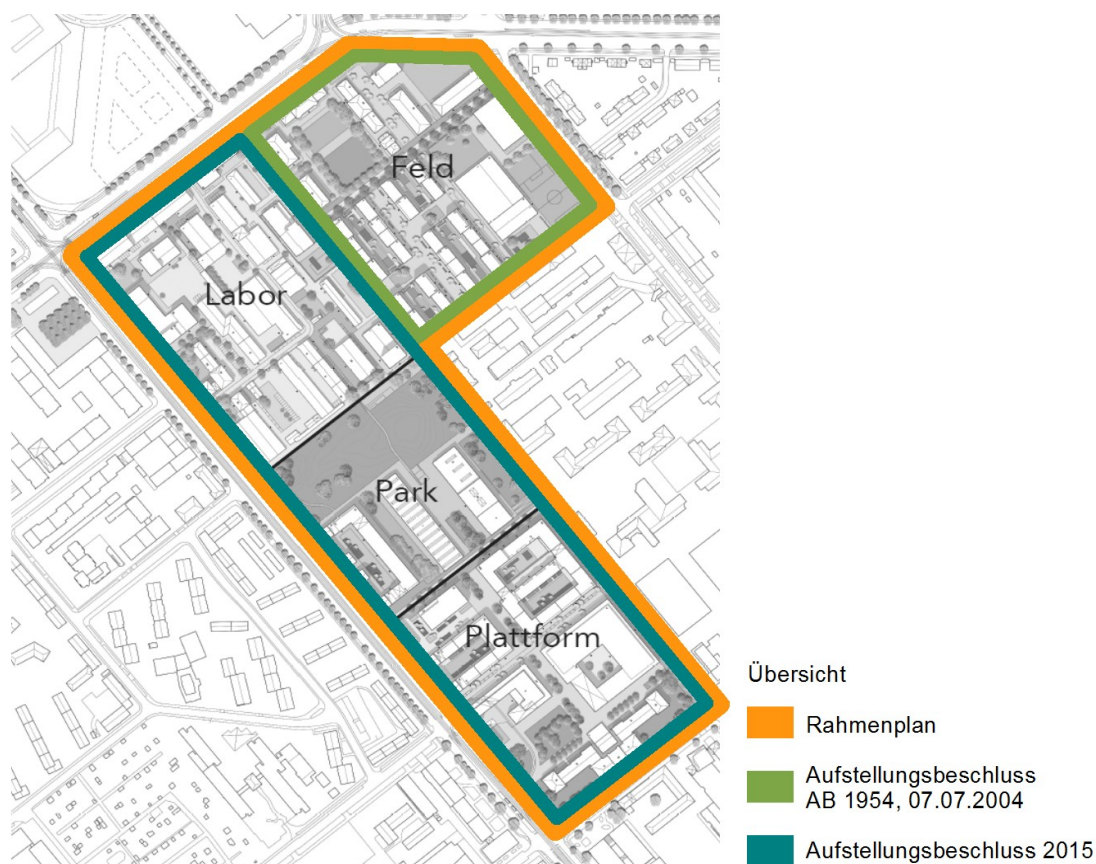 Feld
Labor
Park
Plattform
Übersicht
Rahmenplan
Aufstellungsbeschluss
AB 1954, 07.07.2004
Aufstellungsbeschluss 2015